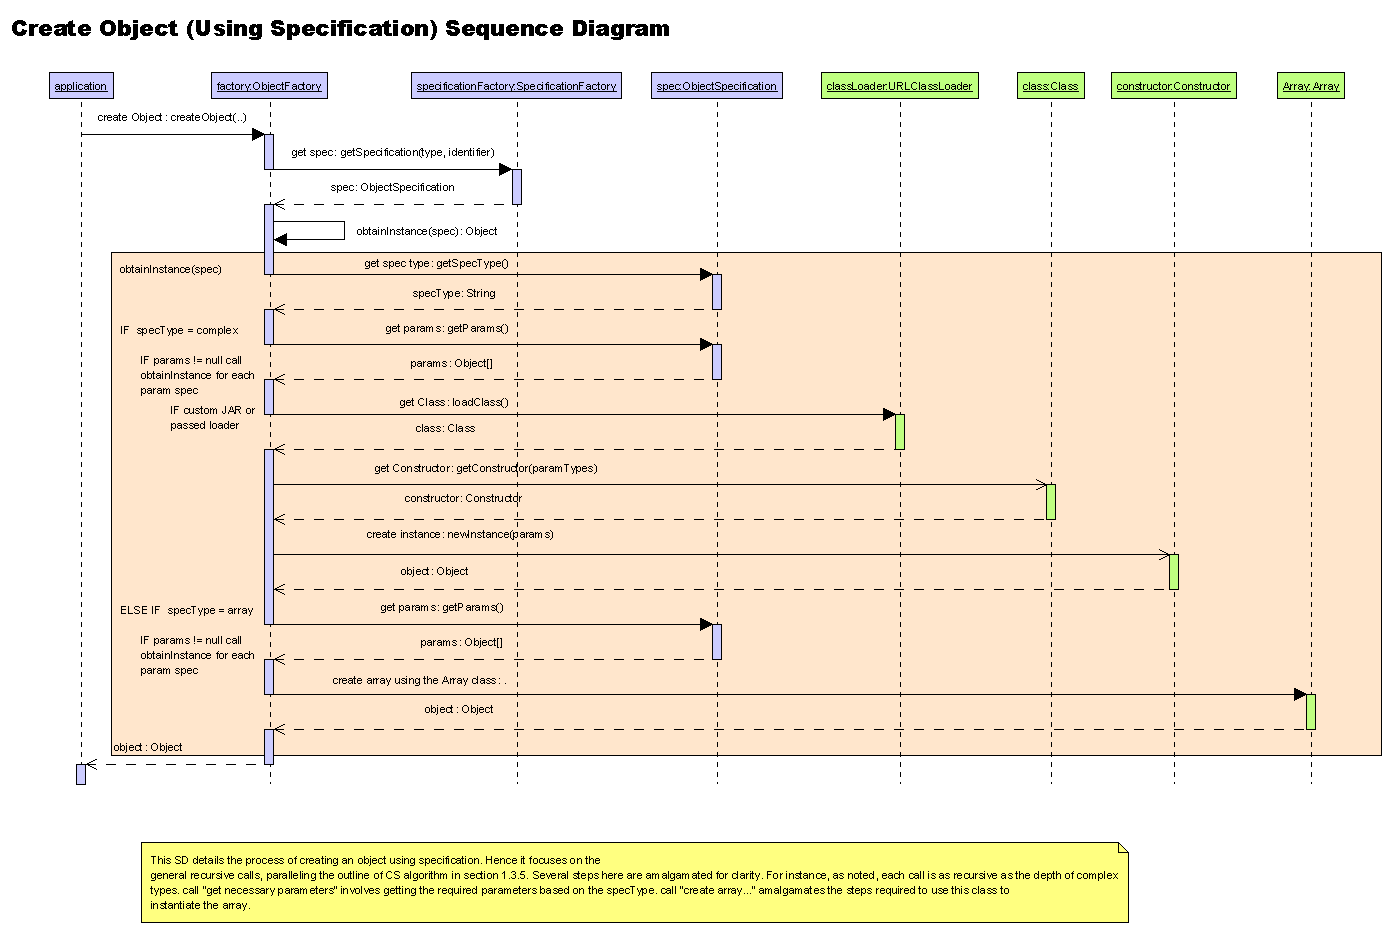 Create Object (Using Specification) Sequence Diagram
application
factory:ObjectFactory
specificationFactory:SpecificationFactory
spec:ObjectSpecification
classLoader:URLClassLoader
class:Class
constructor:Constructor
Array:Array
create Object : createObject(..)
get spec: getSpecification(type, identifier)
spec: ObjectSpecification
obtainInstance(spec): Object
obtainInstance(spec)
get spec type: getSpecType()
specType: String
IF specType = complex
get params: getParams()
IF params != null call
obtainInstance for each
param spec
params: Object[]
IF custom JAR or
passed loader
get Class: loadClass()
class: Class
get Constructor: getConstructor(paramTypes)
constructor: Constructor
create instance: newInstance(params)
object: Object
ELSE IF specType = array
get params: getParams()
IF params != null call
obtainInstance for each
param spec
params: Object[]
create array using the Array class: .
object : Object
object : Object
This SD details the process of creating an object using specification. Hence it focuses on the
general recursive calls, paralleling the outline of CS algorithm in section 1.3.5. Several steps here are amalgamated for clarity. For instance, as noted, each call is as recursive as the depth of complex
types. call "get necessary parameters" involves getting the required parameters based on the specType. call "create array..." amalgamates the steps required to use this class to
instantiate the array.